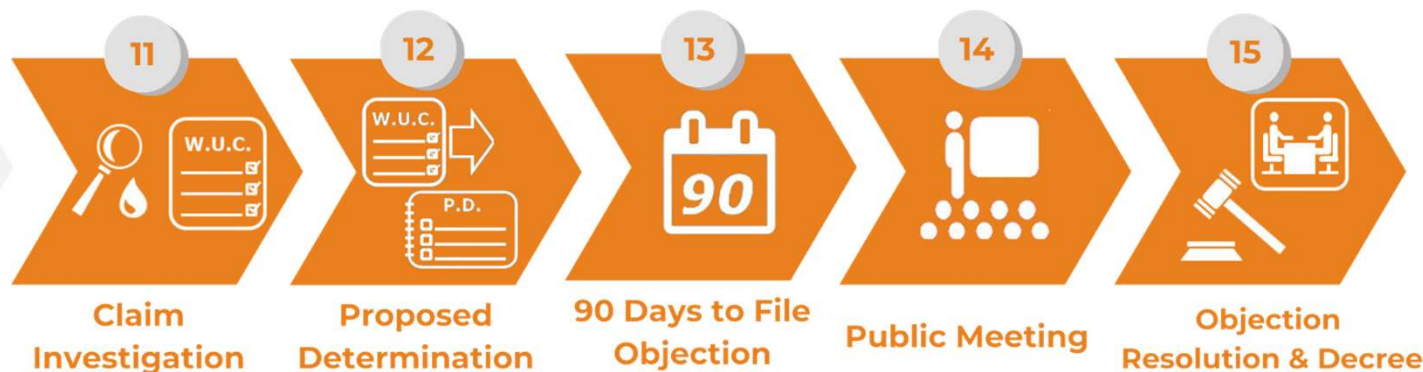 11
12
13
14
15
W.U.C.
W.U.C.
P.D.
90
Claim
Investigation
Proposed
Determination
90 Days to File
Objection
Public Meeting
Objection
Resolution & Decree